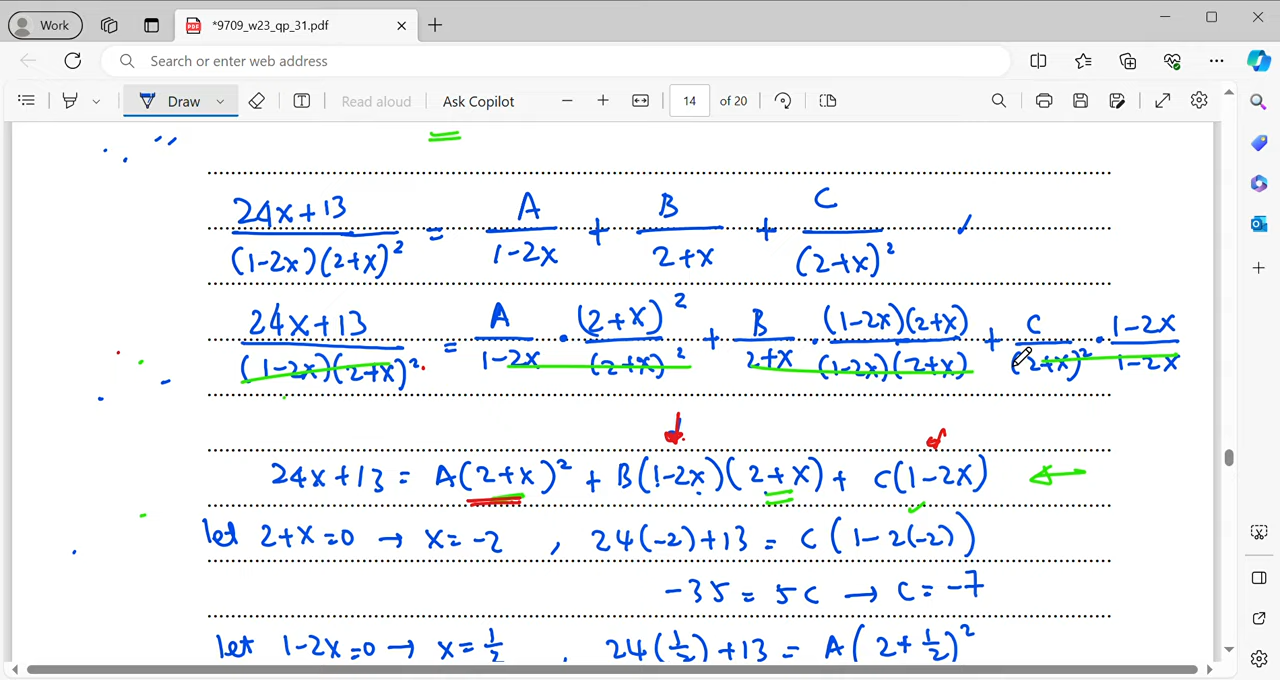 Work
*9709_w23_qp_31.pdf
Search or enter web address
Draw
Read aloud
Ask Copilot
14 of 20
24x+13/(1-2x)(2+x)² = A/1-2x + B/2+x + C/(2+x)² ✓
24x+13/(1-2x)(2+x)² = A/1-2x · (2+x)²/(2+x)² + B/2+x · (1-2x)(2+x)/(1-2x)(2+x) + C/(2+x)² · 1-2x/1-2x
24x+13 = A(2+x)² + B(1-2x)(2+x) + C(1-2x) ←
let 2+x=0 → x=-2 , 24(-2)+13 = C(1-2(-2))
-35 = 5C → C=-7
let 1-2x=0 → x=1/2 , 24(1/2)+13 = A(2+1/2)²